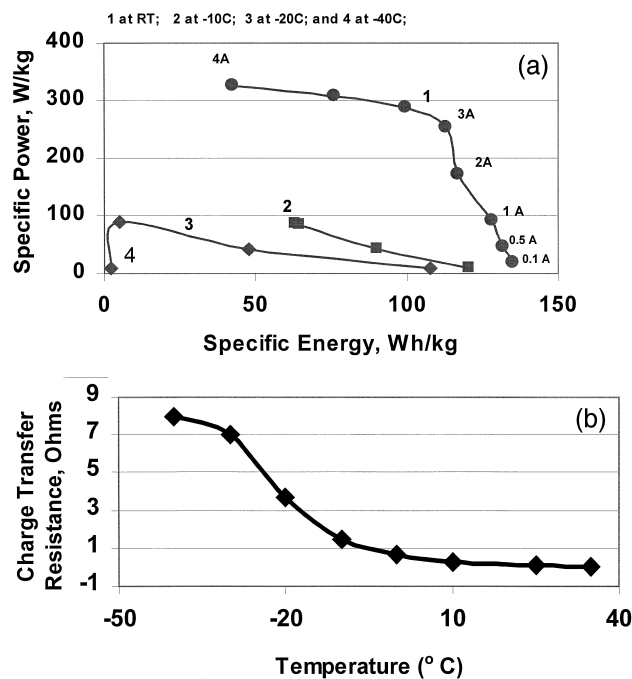 1 at RT; 2 at -10C; 3 at -20C; and 4 at -40C;
400
300
200
100
0
Specific Power, W/kg
(a)
4A
1
3A
2A
1 A
0.5 A
0.1 A
2
3
4
0
50
100
150
Specific Energy, Wh/kg
9
7
5
3
1
-1
Charge Transfer
Resistance, Ohms
(b)
-50
-20
10
40
Temperature (° C)